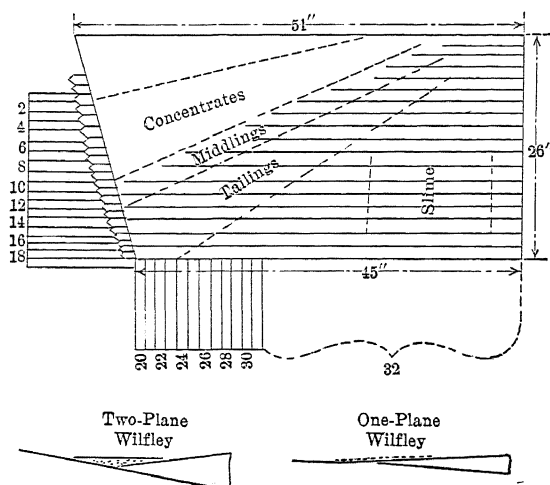 51″
26″
2
4
6
8
10
12
14
16
18
Concentrates
Middlings
Tailings
Slime
45″
20
22
24
26
28
30
32
Two-Plane
Wilfley
One-Plane
Wilfley